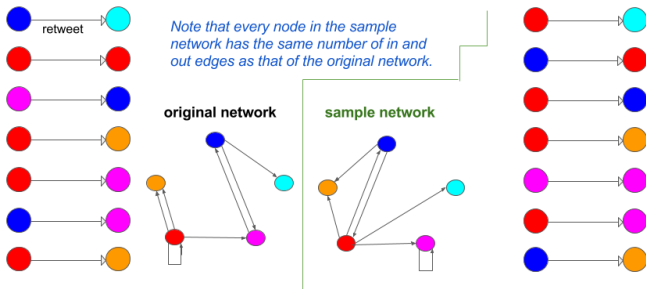 retweet
Note that every node in the sample
network has the same number of in and
out edges as that of the original network.
original network
sample network